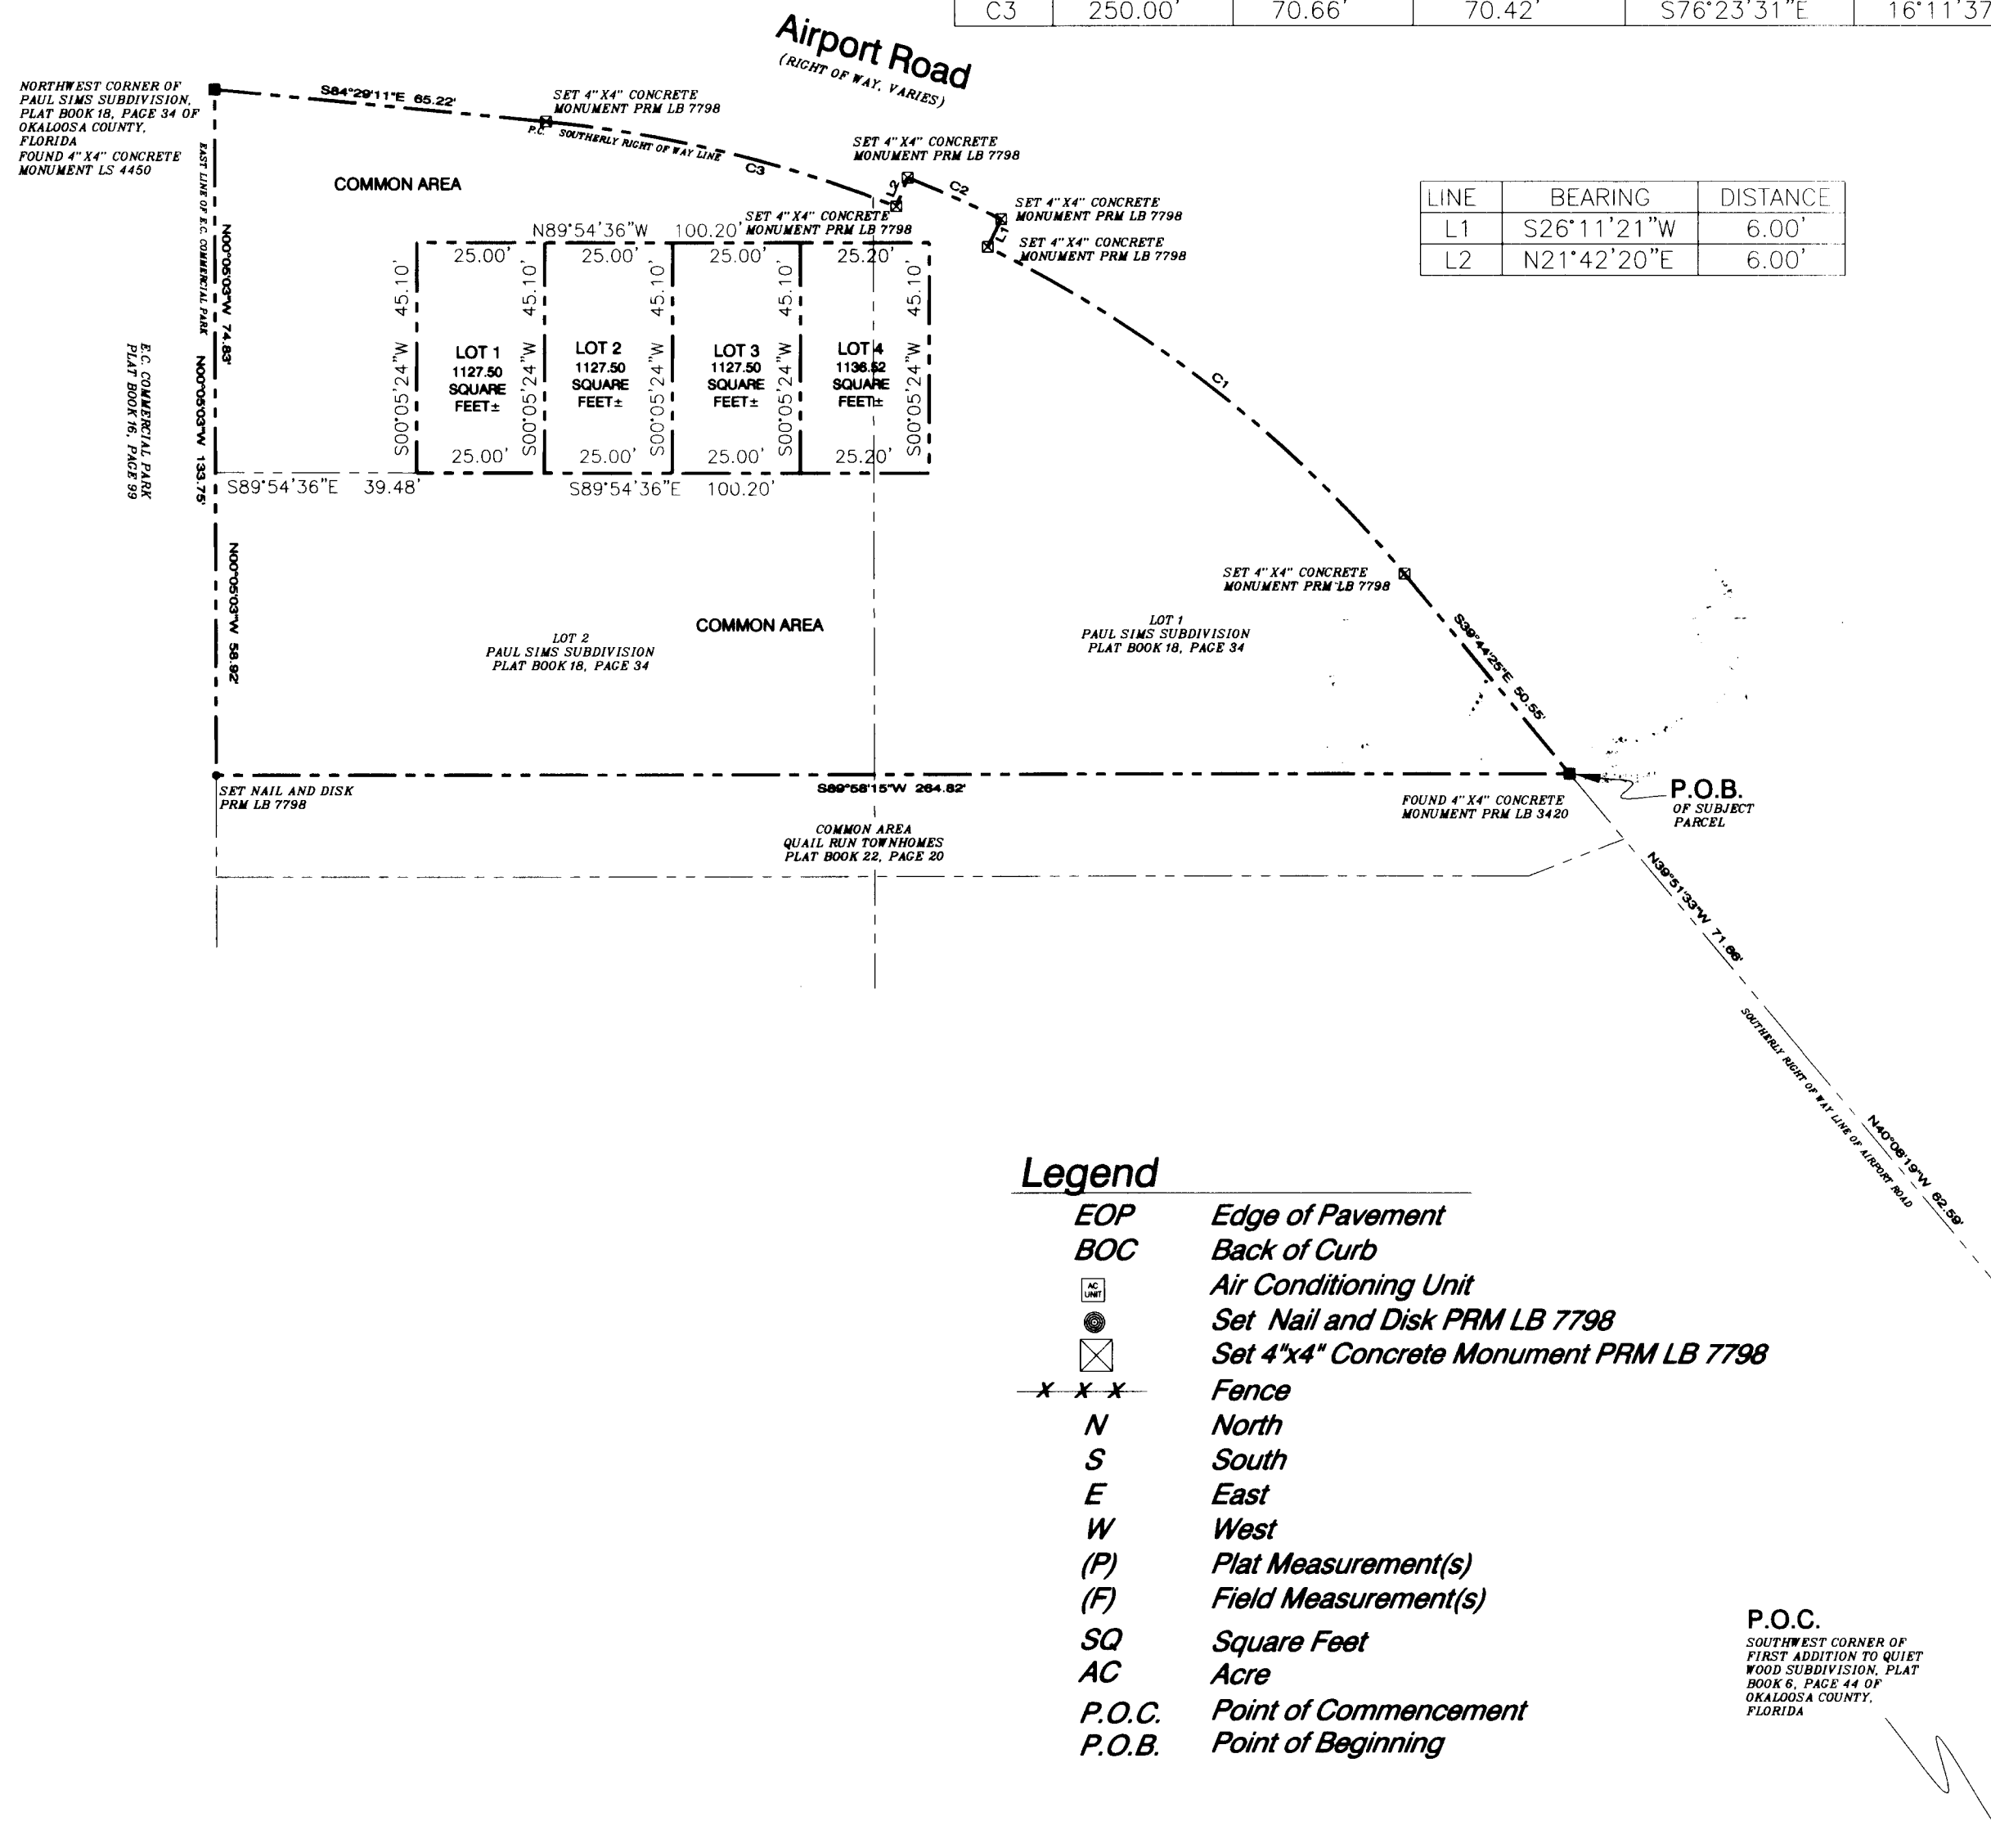 C3 250.00' 70.66' 70.42' S76°23'31"E 16°11'37
Airport Road
(RIGHT OF WAY, VARIES)
NORTHWEST CORNER OF
PAUL SIMS SUBDIVISION,
PLAT BOOK 18, PAGE 34 OF
OKALOOSA COUNTY,
FLORIDA
FOUND 4"X4" CONCRETE
MONUMENT LS 4450
S84°29'11"E 65.22'
SET 4"X4" CONCRETE
MONUMENT PRM LB 7798
P.C.
SOUTHERLY RIGHT OF WAY LINE
C3
SET 4"X4" CONCRETE
MONUMENT PRM LB 7798
L2
C2
SET 4"X4" CONCRETE
MONUMENT PRM LB 7798
L1
SET 4"X4" CONCRETE
MONUMENT PRM LB 7798
SET 4"X4" CONCRETE
MONUMENT PRM LB 7798
LINE BEARING DISTANCE
L1 S26°11'21"W 6.00'
L2 N21°42'20"E 6.00'
COMMON AREA
EAST LINE OF E.C. COMMERCIAL PARK
N00°05'03"W 74.83'
N00°05'03"W 133.75'
E.C. COMMERCIAL PARK
PLAT BOOK 16, PAGE 99
N89°54'36"W 100.20'
25.00' 25.00' 25.00' 25.20'
S00°05'24"W 45.10'
S00°05'24"W 45.10'
S00°05'24"W 45.10'
S00°05'24"W 45.10'
S00°05'24"W 45.10'
LOT 1
1127.50
SQUARE
FEET±
LOT 2
1127.50
SQUARE
FEET±
LOT 3
1127.50
SQUARE
FEET±
LOT 4
1136.52
SQUARE
FEET±
25.00' 25.00' 25.00' 25.20'
S89°54'36"E 39.48'
S89°54'36"E 100.20'
C1
N00°05'03"W 58.92'
SET 4"X4" CONCRETE
MONUMENT PRM LB 7798
COMMON AREA
LOT 2
PAUL SIMS SUBDIVISION
PLAT BOOK 18, PAGE 34
LOT 1
PAUL SIMS SUBDIVISION
PLAT BOOK 18, PAGE 34
S39°44'25"E 50.55'
SET NAIL AND DISK
PRM LB 7798
S89°58'15"W 264.82'
FOUND 4"X4" CONCRETE
MONUMENT PRM LB 3420
P.O.B.
OF SUBJECT
PARCEL
COMMON AREA
QUAIL RUN TOWNHOMES
PLAT BOOK 22, PAGE 20
N39°51'33"W 71.66'
SOUTHERLY RIGHT OF WAY LINE OF AIRPORT ROAD
N40°08'19"W 62.59'
Legend
EOP Edge of Pavement
BOC Back of Curb
AC
UNIT
Air Conditioning Unit
Set Nail and Disk PRM LB 7798
Set 4"x4" Concrete Monument PRM LB 7798
X X X Fence
N North
S South
E East
W West
(P) Plat Measurement(s)
(F) Field Measurement(s)
SQ Square Feet
AC Acre
P.O.C. Point of Commencement
P.O.B. Point of Beginning
P.O.C.
SOUTHWEST CORNER OF
FIRST ADDITION TO QUIET
WOOD SUBDIVISION, PLAT
BOOK 6, PAGE 44 OF
OKALOOSA COUNTY,
FLORIDA